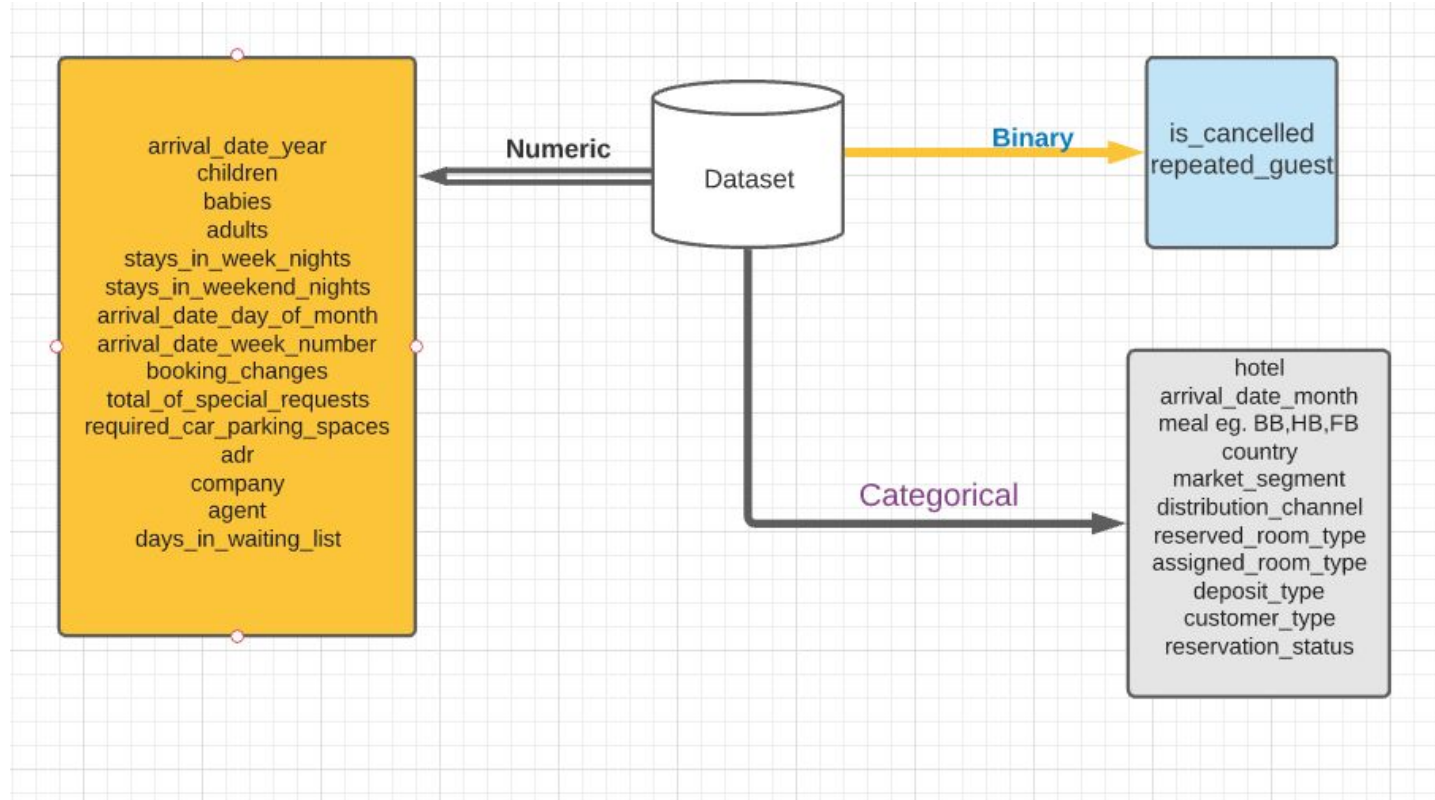 arrival_date_year
children
babies
adults
stays_in_week_nights
stays_in_weekend_nights
arrival_date_day_of_month
arrival_date_week_number
booking_changes
total_of_special_requests
required_car_parking_spaces
adr
company
agent
days_in_waiting_list
Numeric
Dataset
Binary
is_cancelled
repeated_guest
Categorical
hotel
arrival_date_month
meal eg. BB,HB,FB
country
market_segment
distribution_channel
reserved_room_type
assigned_room_type
deposit_type
customer_type
reservation_status